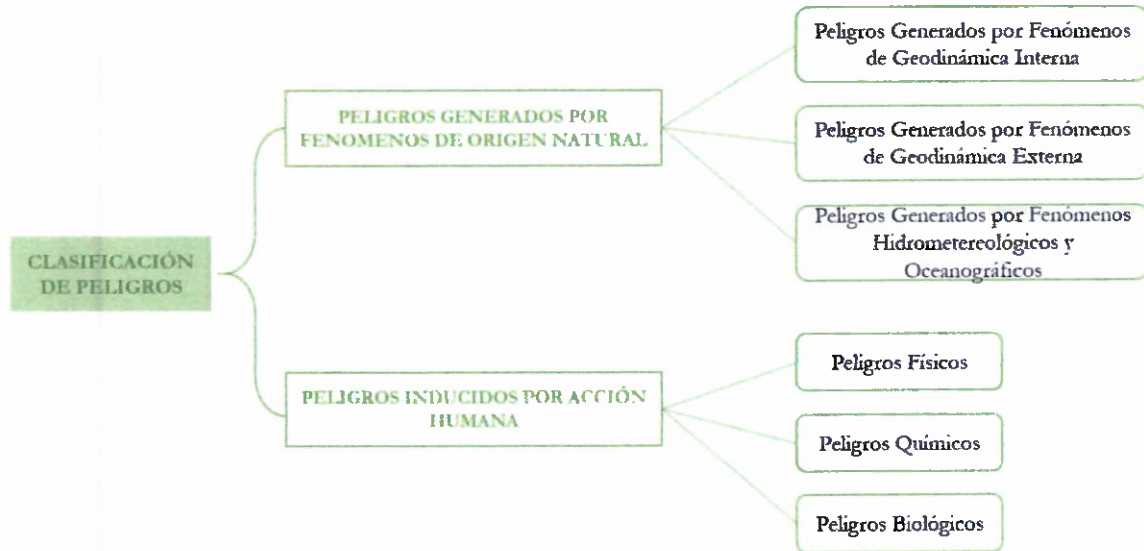 CLASIFICACIÓN
DE PELIGROS
PELIGROS GENERADOS POR
FENOMENOS DE ORIGEN NATURAL
Peligros Generados por Fenómenos
de Geodinámica Interna
Peligros Generados por Fenómenos
de Geodinámica Externa
Peligros Generados por Fenómenos
Hidrometereológicos y
Oceanográficos
PELIGROS INDUCIDOS POR ACCIÓN
HUMANA
Peligros Físicos
Peligros Químicos
Peligros Biológicos